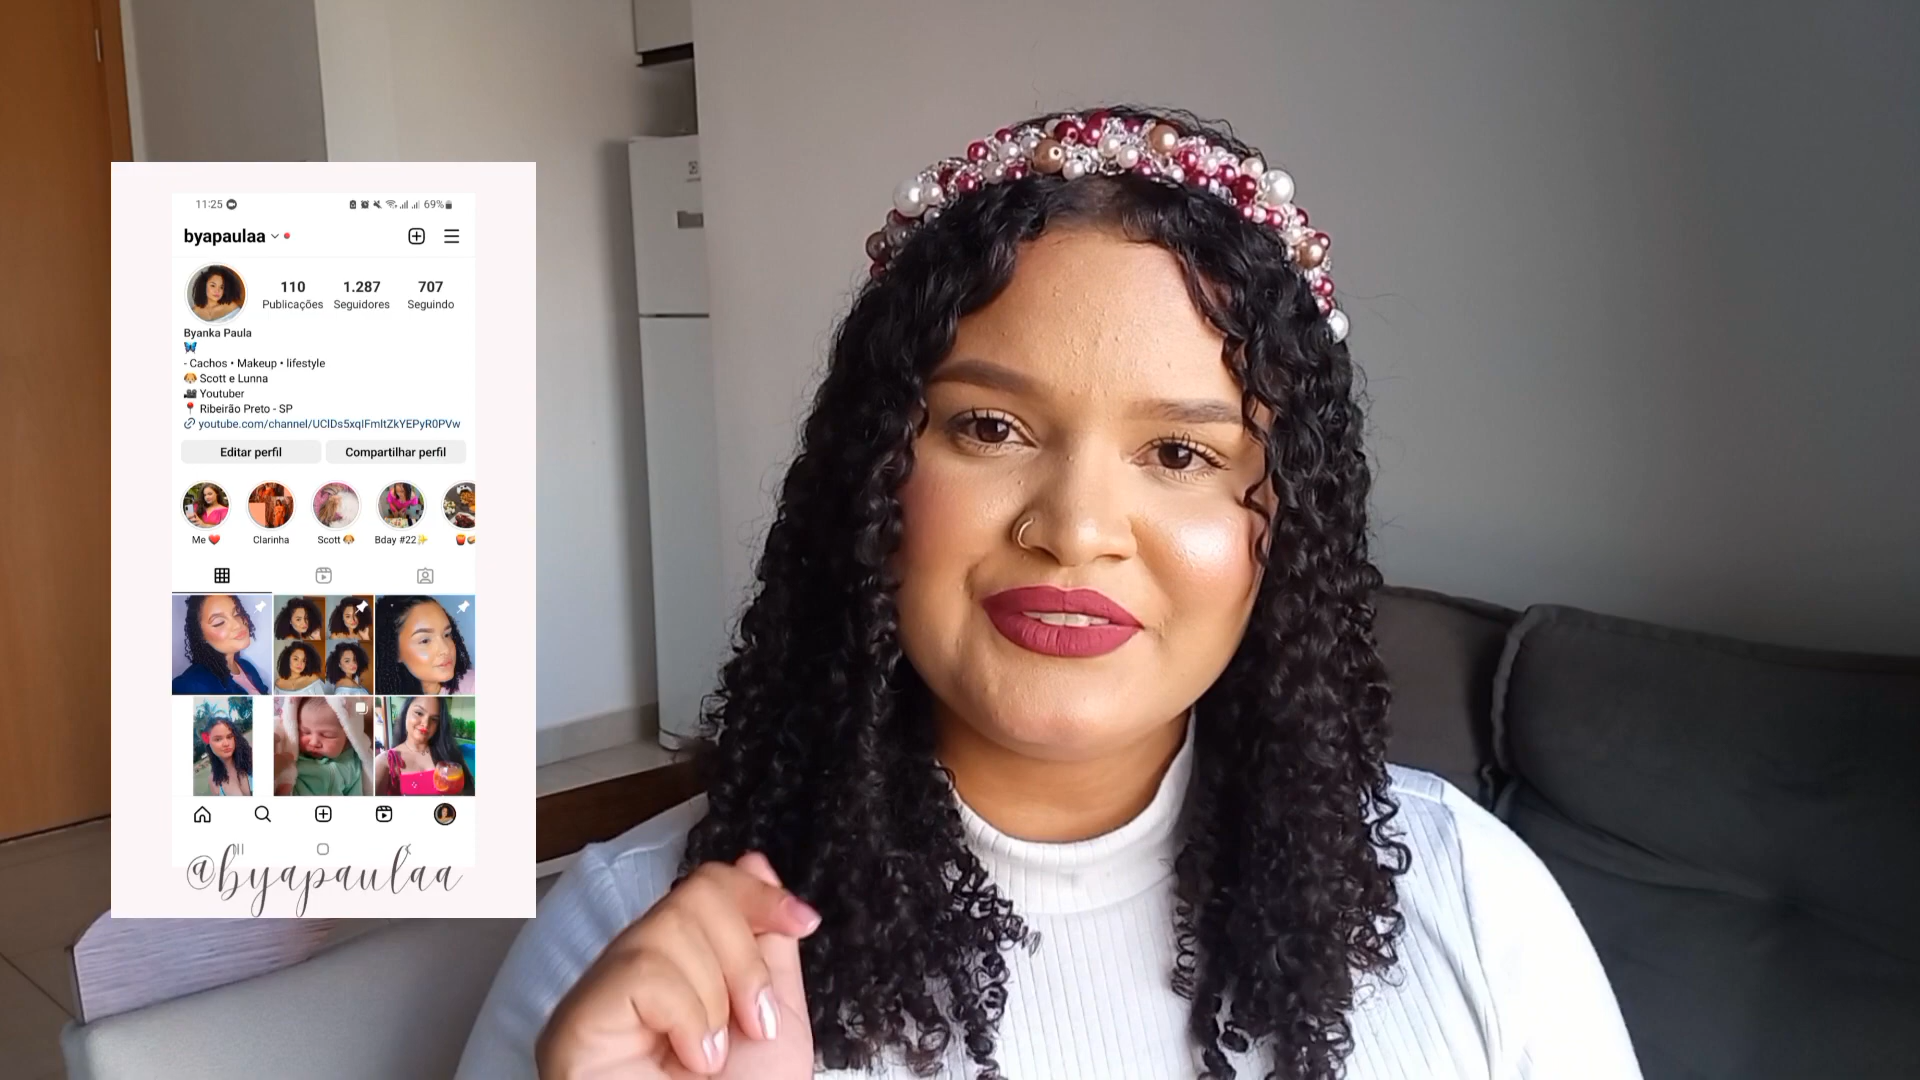 11:25
69%
byapaulaa
110
1.287
707
Publicações
Seguidores
Seguindo
Byanka Paula
🦋
- Cachos • Makeup • lifestyle
🐶 Scott e Lunna
🎥 Youtuber
📍 Ribeirão Preto - SP
youtube.com/channel/UClDs5xqlFmltZkYEPyR0PVw
Editar perfil
Compartilhar perfil
Me ❤️
Clarinha
Scott 🐶
Bday #22✨
@byapaulaa